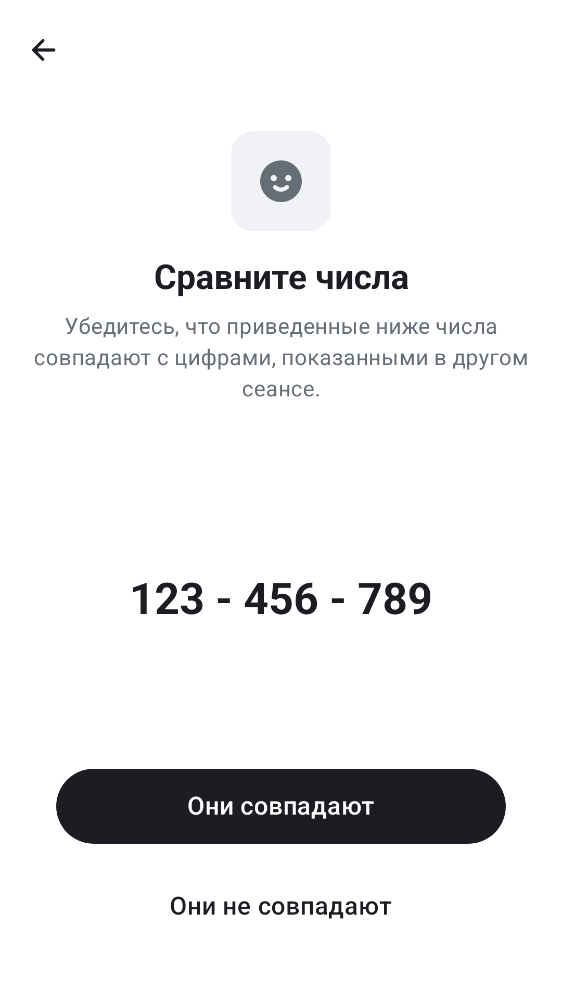 Сравните числа
Убедитесь, что приведенные ниже числа
совпадают с цифрами, показанными в другом
сеансе.
123 - 456 - 789
Они совпадают
Они не совпадают